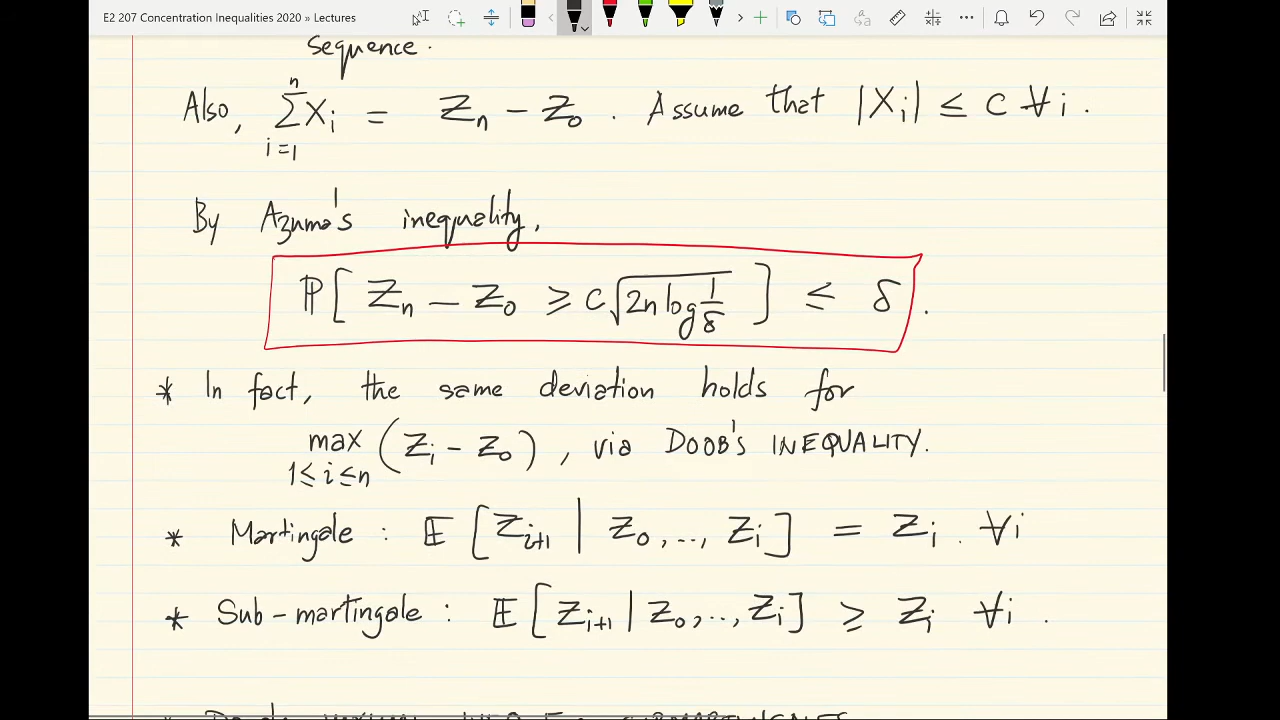 E2 207 Concentration Inequalities 2020 » Lectures
Sequence.
Also, \sum_{i=1}^{n} X_i = Z_n - Z_0 . Assume that |X_i| ≤ c ∀ i .
By Azuma's inequality,
ℙ[ Z_n - Z_0 ≥ c√(2n log 1/δ) ] ≤ δ .
* In fact, the same deviation holds for
max_{1≤i≤n} (Z_i - Z_0) , via DOOB'S INEQUALITY.
* Martingale : 𝔼[Z_{i+1} | Z_0, .., Z_i] = Z_i . ∀i
* Sub-martingale : 𝔼[Z_{i+1} | Z_0, .., Z_i] ≥ Z_i ∀i .